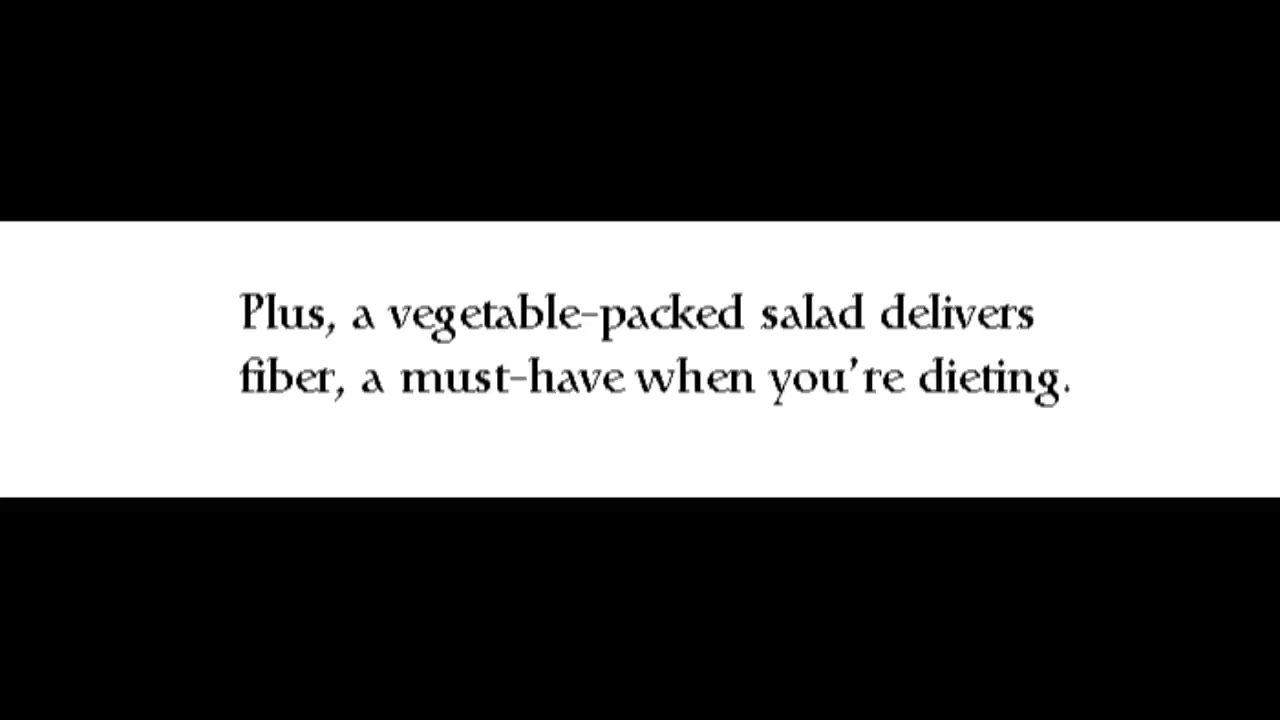 Plus, a vegetable-packed salad delivers
fiber, a must-have when you're dieting.